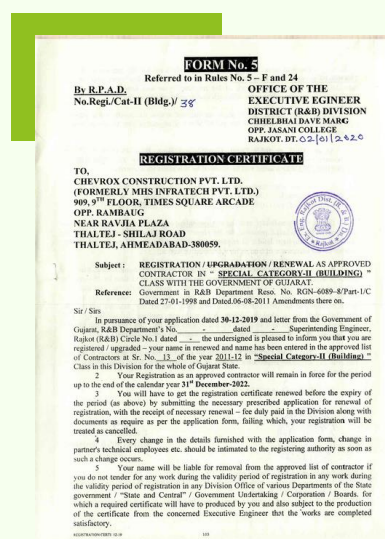 FORM No. 5
Referred to in Rules No. 5 – F and 24
By R.P.A.D.
No.Regi./Cat-II (Bldg.)/ 38
OFFICE OF THE
EXECUTIVE EGINEER
DISTRICT (R&B) DIVISION
CHHELBHAI DAVE MARG
OPP. JASANI COLLEGE
RAJKOT. DT. 02/01/2020
REGISTRATION CERTIFICATE
TO,
CHEVROX CONSTRUCTION PVT. LTD.
(FORMERLY MHS INFRATECH PVT. LTD.)
909, 9TH FLOOR, TIMES SQUARE ARCADE
OPP. RAMBAUG
NEAR RAVJIA PLAZA
THALTEJ - SHILAJ ROAD
THALTEJ, AHMEADABAD-380059.
Subject : REGISTRATION / UPGRADATION / RENEWAL AS APPROVED
CONTRACTOR IN " SPECIAL CATEGORY-II (BUILDING) "
CLASS WITH THE GOVERNMENT OF GUJARAT.
Reference: Government in R&B Department Reso. No. RGN-6089–8/Part-1/C
Dated 27-01-1998 and Dated.06-08-2011 Amendments there on.
Sir / Sirs
In pursuance of your application dated 30-12-2019 and letter from the Government of
Gujarat, R&B Department's No. - dated - Superintending Engineer,
Rajkot (R&B) Circle No.1 dated - the undersigned is pleased to inform you that you are
registered / upgraded – your name in renewed and name has been entered in the approved list
of Contractors at Sr. No. 13 of the year 2011-12 in "Special Category-II (Building) "
Class in this Division for the whole of Gujarat State.
2 Your Registration as an approved contractor will remain in force for the period
up to the end of the calendar year 31st December-2022.
3 You will have to get the registration certificate renewed before the expiry of
the period (as above) by submitting the necessary prescribed application for renewal of
registration, with the receipt of necessary renewal – fee duly paid in the Division along with
documents as require as per the application form, failing which, your registration will be
treated as cancelled.
4 Every change in the details furnished with the application form, change in
partner's technical employees etc. should be intimated to the registering authority as soon as
such a change occurs.
5 Your name will be liable for removal from the approved list of contractor if
you do not tender for any work during the validity period of registration in any work during
the validity period of registration in any Division Office of various Departments of the State
government / "State and Central" / Government Undertaking / Corporation / Boards. for
which a required certificate will have to produced by you and also subject to the production
of the certificate from the concerned Executive Engineer that the works are completed
satisfactory.